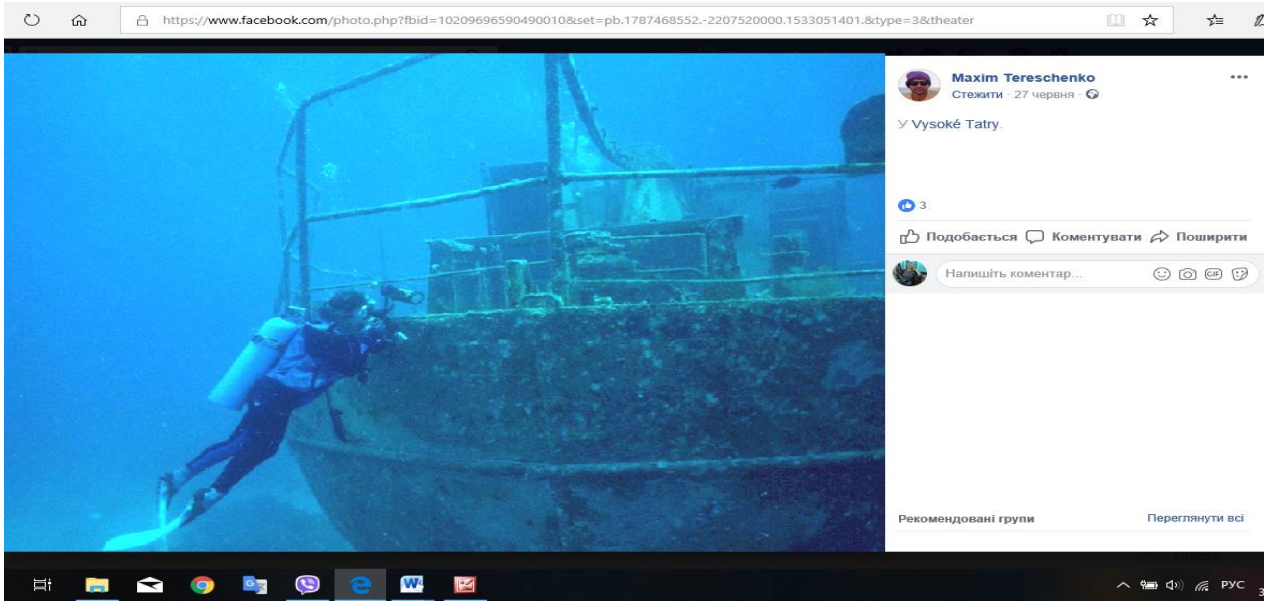 https://www.facebook.com/photo.php?fbid=10209696590490010&set=pb.1787468552.-2207520000.1533051401.&type=3&theater
Maxim Tereschenko
Стежити · 27 червня ·
У Vysoké Tatry.
3
Подобається Коментувати Поширити
Напишіть коментар...
GIF
Рекомендовані групи Переглянути всі
РУС